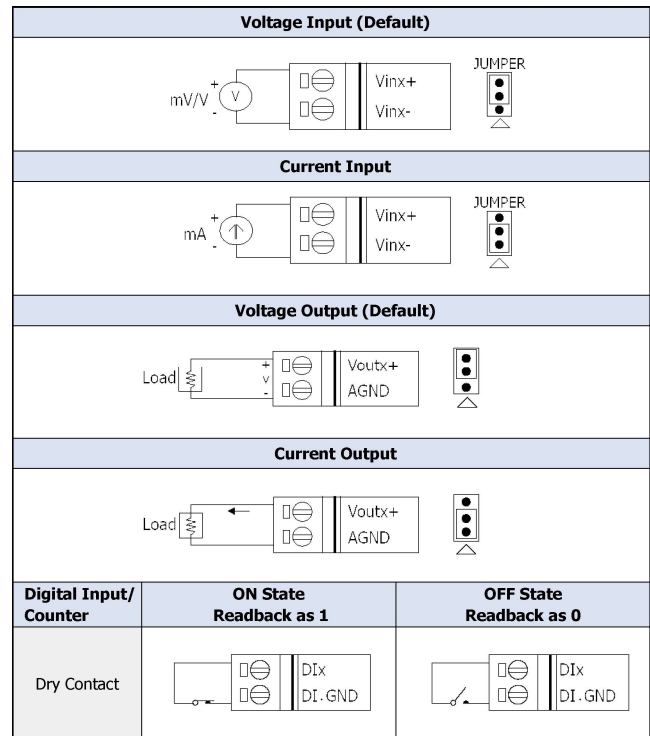 Voltage Input (Default)
JUMPER
mV/V
+
V
-
Vinx+
Vinx-
Current Input
JUMPER
mA
+
-
Vinx+
Vinx-
Voltage Output (Default)
Load
+
v
-
Voutx+
AGND
Current Output
Load
Voutx+
AGND
Digital Input/
Counter
ON State
Readback as 1
OFF State
Readback as 0
Dry Contact
DIx
DI.GND
DIx
DI.GND